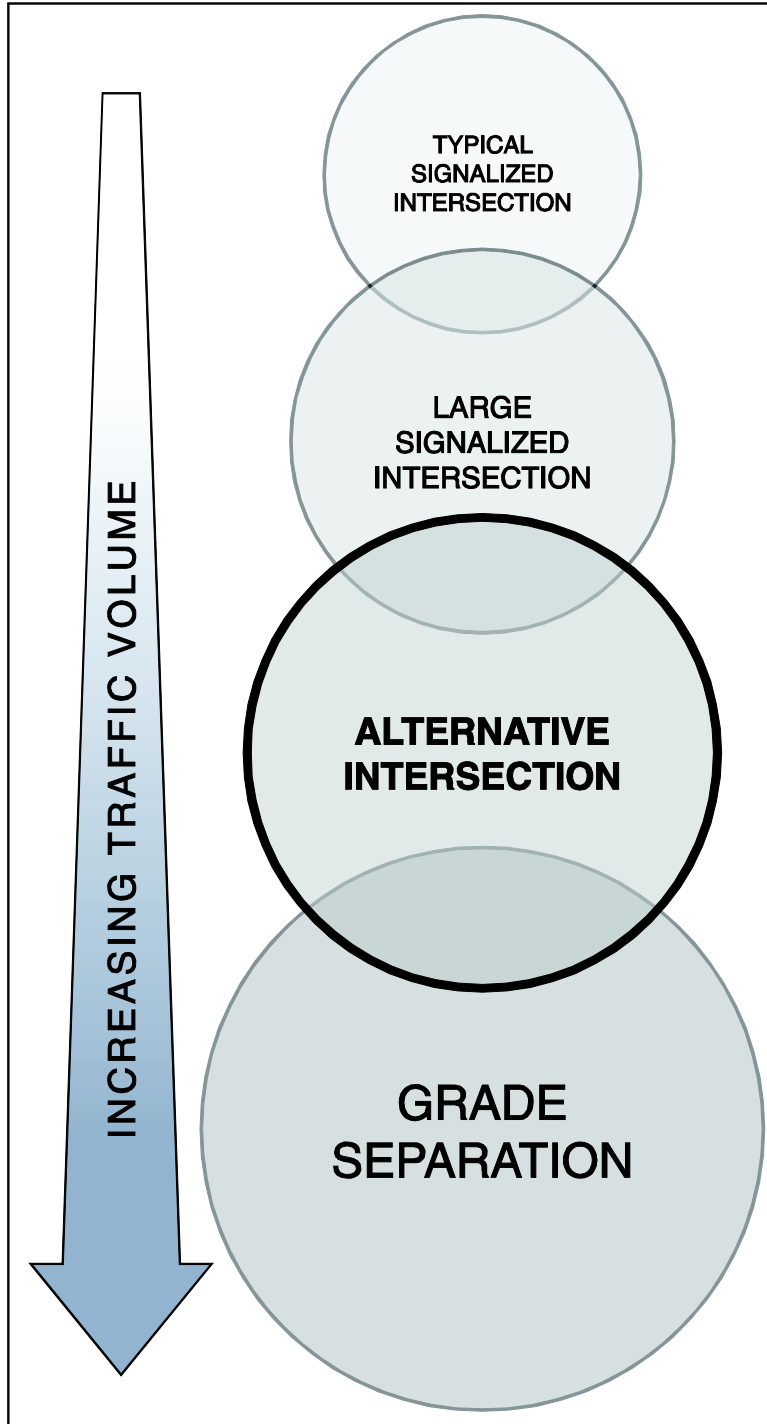 TYPICAL
SIGNALIZED
INTERSECTION
LARGE
SIGNALIZED
INTERSECTION
ALTERNATIVE
INTERSECTION
GRADE
SEPARATION
INCREASING TRAFFIC VOLUME